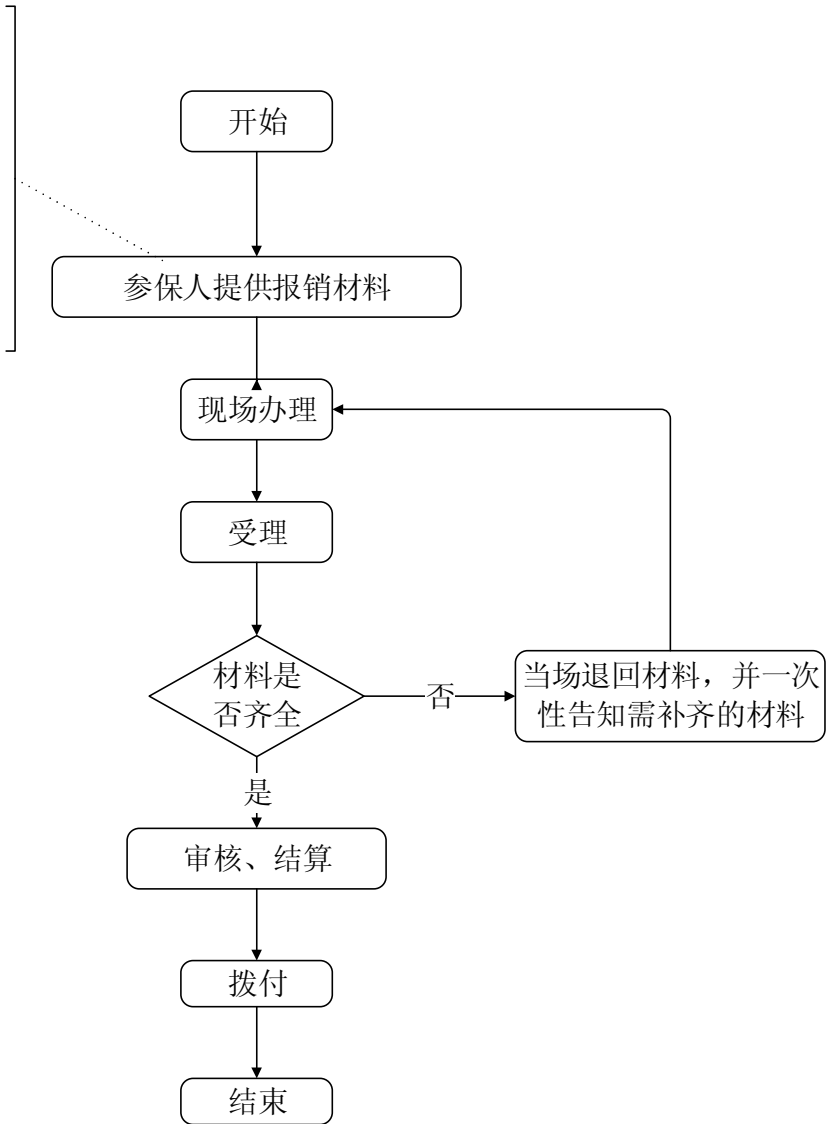 开始
参保人提供报销材料
现场办理
受理
材料是
否齐全
否
当场退回材料，并一次
性告知需补齐的材料
是
审核、结算
拨付
结束